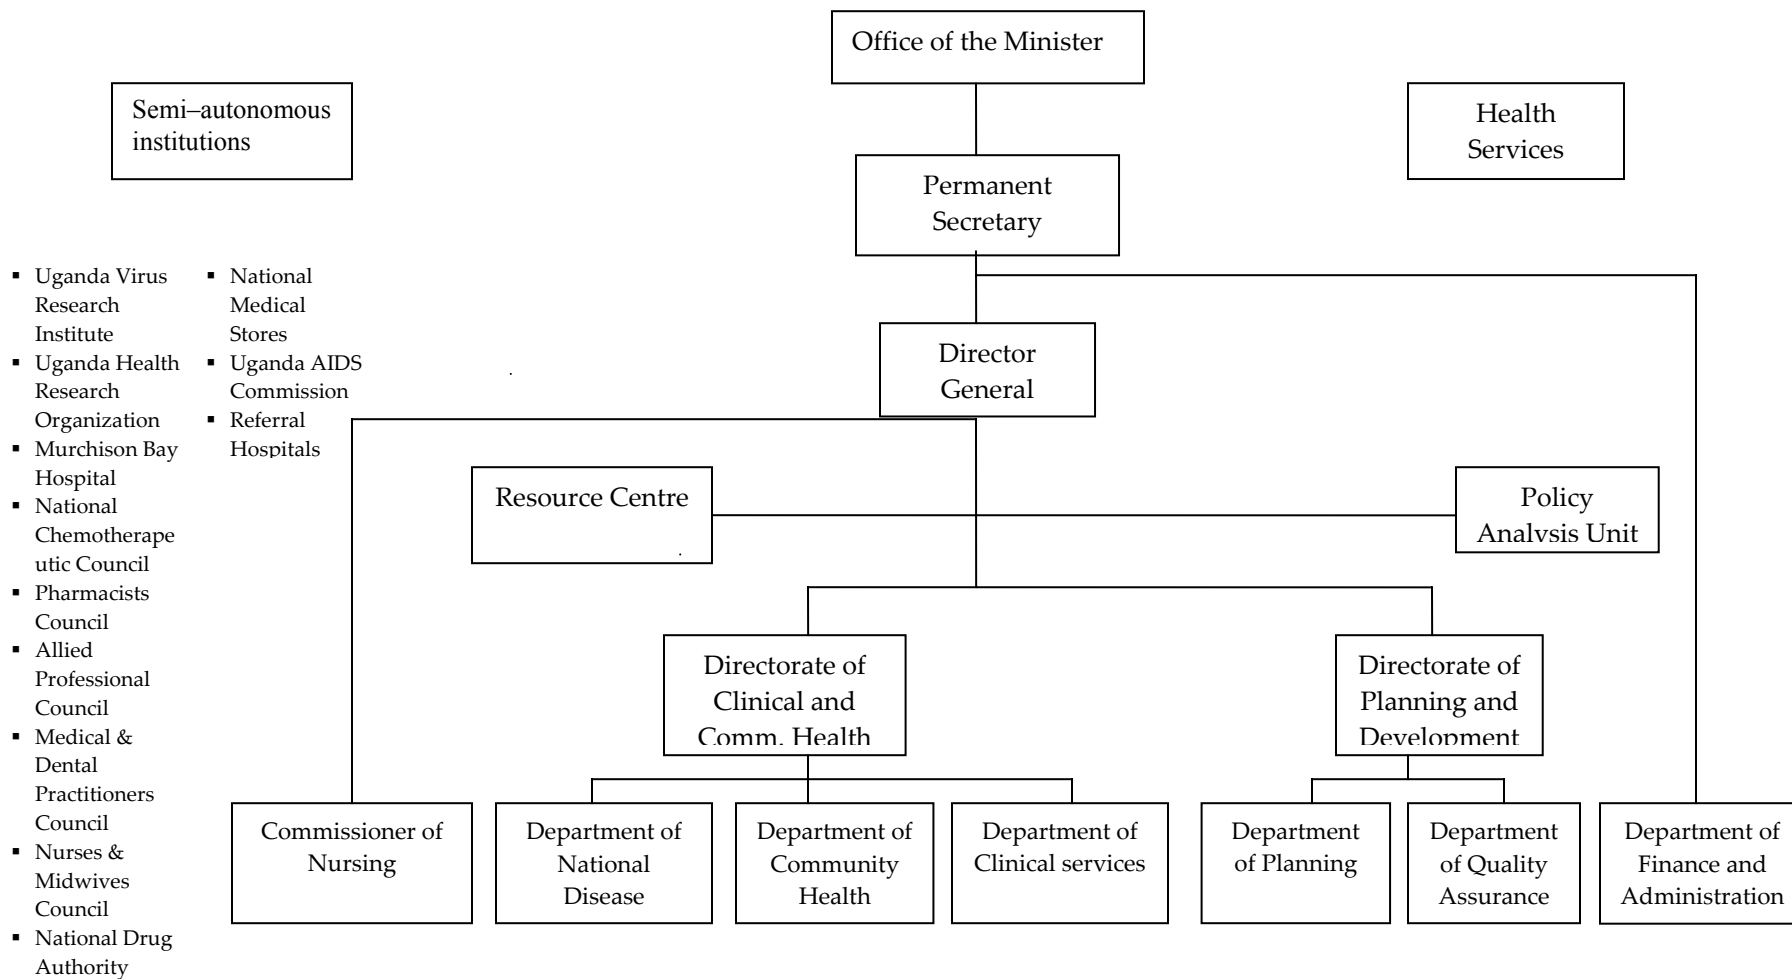 Office of the Minister
Semi–autonomous
institutions
Health
Services
Permanent
Secretary
▪ Uganda Virus
Research
Institute
▪ Uganda Health
Research
Organization
▪ Murchison Bay
Hospital
▪ National
Chemotherape
utic Council
▪ Pharmacists
Council
▪ Allied
Professional
Council
▪ Medical &
Dental
Practitioners
Council
▪ Nurses &
Midwives
Council
▪ National Drug
Authority
▪ National
Medical
Stores
▪ Uganda AIDS
Commission
▪ Referral
Hospitals
Director
General
Resource Centre
Policy
Analysis Unit
Directorate of
Clinical and
Comm. Health
Directorate of
Planning and
Development
Commissioner of
Nursing
Department of
National
Disease
Department of
Community
Health
Department of
Clinical services
Department
of Planning
Department
of Quality
Assurance
Department of
Finance and
Administration